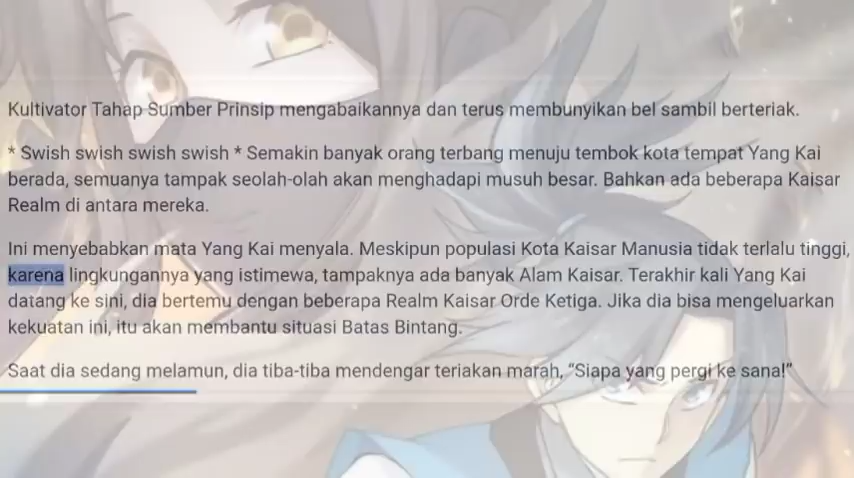 Kultivator Tahap Sumber Prinsip mengabaikannya dan terus membunyikan bel sambil berteriak.
* Swish swish swish swish * Semakin banyak orang terbang menuju tembok kota tempat Yang Kai
berada, semuanya tampak seolah-olah akan menghadapi musuh besar. Bahkan ada beberapa Kaisar
Realm di antara mereka.
Ini menyebabkan mata Yang Kai menyala. Meskipun populasi Kota Kaisar Manusia tidak terlalu tinggi,
karena lingkungannya yang istimewa, tampaknya ada banyak Alam Kaisar. Terakhir kali Yang Kai
datang ke sini, dia bertemu dengan beberapa Realm Kaisar Orde Ketiga. Jika dia bisa mengeluarkan
kekuatan ini, itu akan membantu situasi Batas Bintang.
Saat dia sedang melamun, dia tiba-tiba mendengar teriakan marah, “Siapa yang pergi ke sana!”